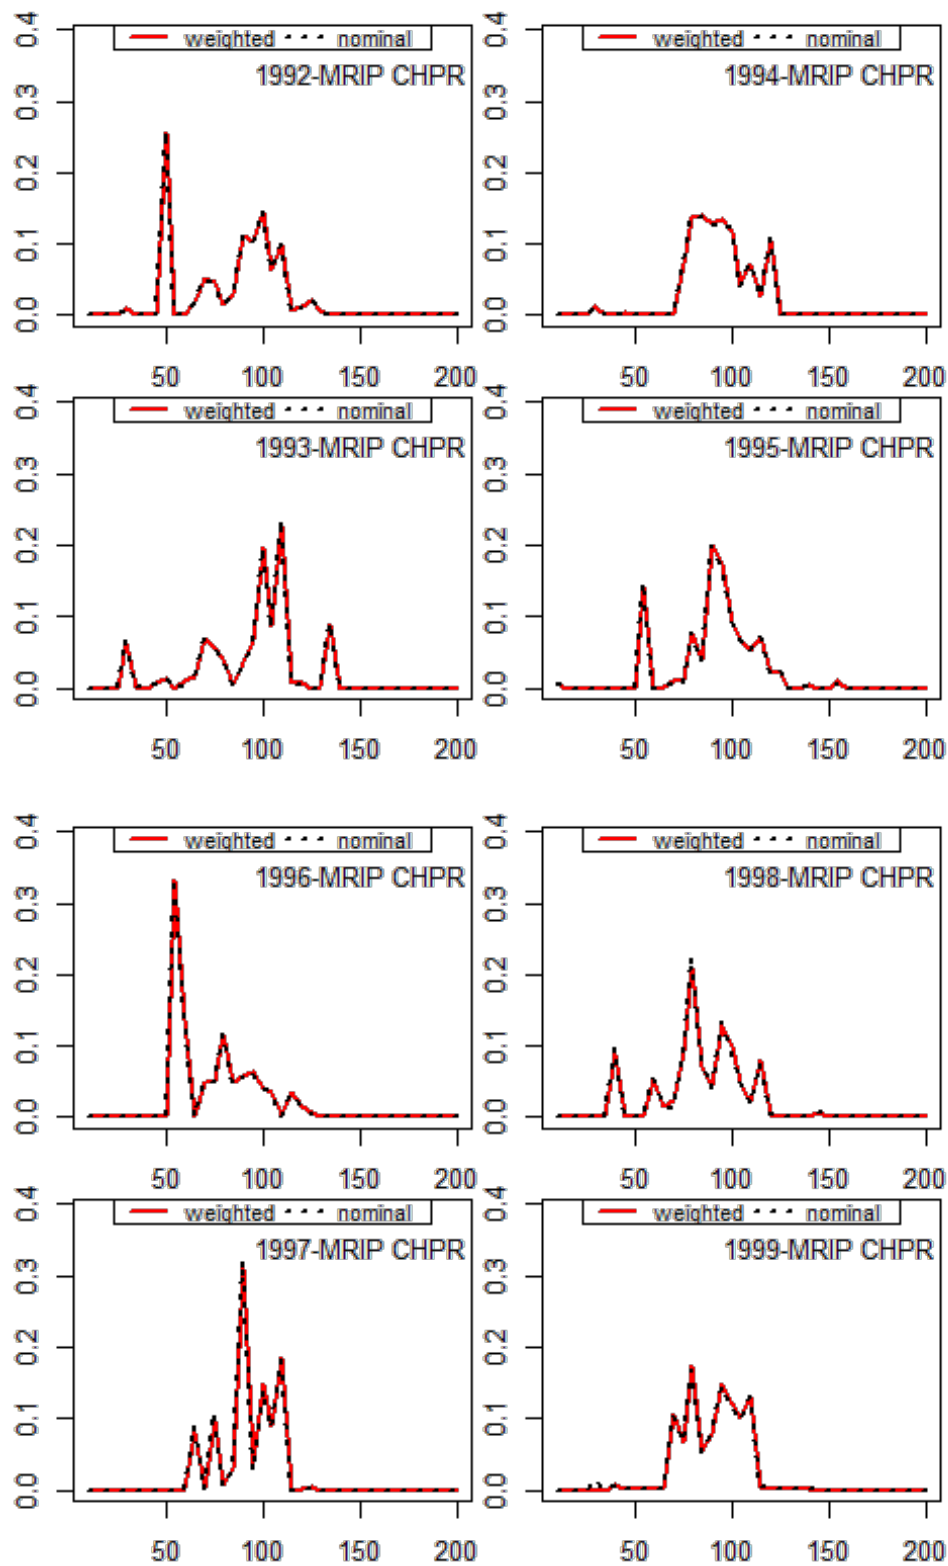 weighted nominal
1992-MRIP CHPR
0.4
0.3
0.2
0.1
0.0
50 100 150 200
weighted nominal
1994-MRIP CHPR
0.4
0.3
0.2
0.1
0.0
50 100 150 200
weighted nominal
1993-MRIP CHPR
0.4
0.3
0.2
0.1
0.0
50 100 150 200
weighted nominal
1995-MRIP CHPR
0.4
0.3
0.2
0.1
0.0
50 100 150 200
weighted nominal
1996-MRIP CHPR
0.4
0.3
0.2
0.1
0.0
50 100 150 200
weighted nominal
1998-MRIP CHPR
0.4
0.3
0.2
0.1
0.0
50 100 150 200
weighted nominal
1997-MRIP CHPR
0.4
0.3
0.2
0.1
0.0
50 100 150 200
weighted nominal
1999-MRIP CHPR
0.4
0.3
0.2
0.1
0.0
50 100 150 200